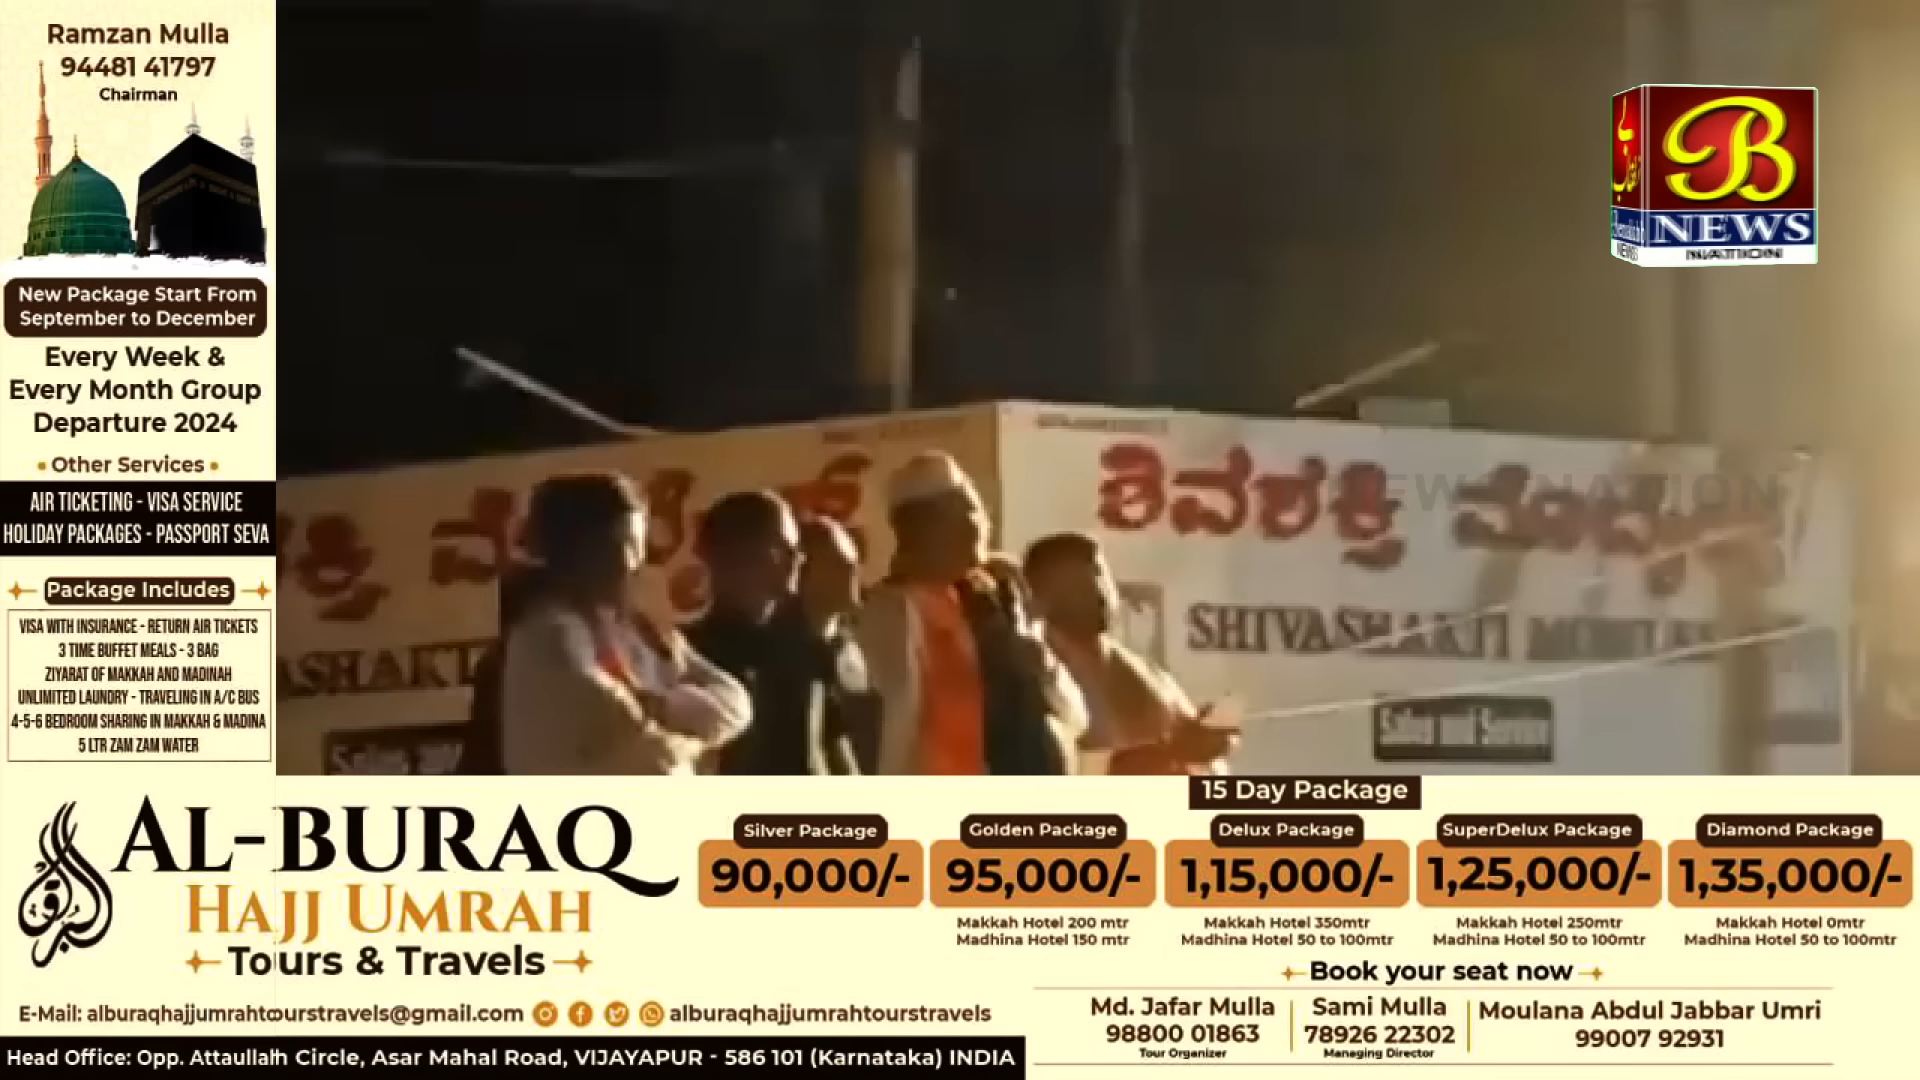 Ramzan Mulla
94481 41797
Chairman
New Package Start From
September to December
Every Week &
Every Month Group
Departure 2024
• Other Services •
AIR TICKETING - VISA SERVICE
HOLIDAY PACKAGES - PASSPORT SEVA
Package Includes
VISA WITH INSURANCE - RETURN AIR TICKETS
3 TIME BUFFET MEALS - 3 BAG
ZIYARAT OF MAKKAH AND MADINAH
UNLIMITED LAUNDRY - TRAVELING IN A/C BUS
4-5-6 BEDROOM SHARING IN MAKKAH & MADINA
5 LTR ZAM ZAM WATER
B
NEWS
NATION
NEWS
NATION
ಶಿವಶಕ್ತಿ
SHIVASHAKTI
Sales and Service
ASHAKTI
Sales
البراق
AL-BURAQ
HAJJ UMRAH
Tours & Travels
E-Mail: alburaqhajjumrahtourstravels@gmail.com alburaqhajjumrahtourstravels
Head Office: Opp. Attaullah Circle, Asar Mahal Road, VIJAYAPUR - 586 101 (Karnataka) INDIA
15 Day Package
Silver Package
90,000/-
Golden Package
95,000/-
Makkah Hotel 200 mtr
Madhina Hotel 150 mtr
Delux Package
1,15,000/-
Makkah Hotel 350mtr
Madhina Hotel 50 to 100mtr
SuperDelux Package
1,25,000/-
Makkah Hotel 250mtr
Madhina Hotel 50 to 100mtr
Diamond Package
1,35,000/-
Makkah Hotel 0mtr
Madhina Hotel 50 to 100mtr
Book your seat now
Md. Jafar Mulla
98800 01863
Tour Organizer
Sami Mulla
78926 22302
Managing Director
Moulana Abdul Jabbar Umri
99007 92931